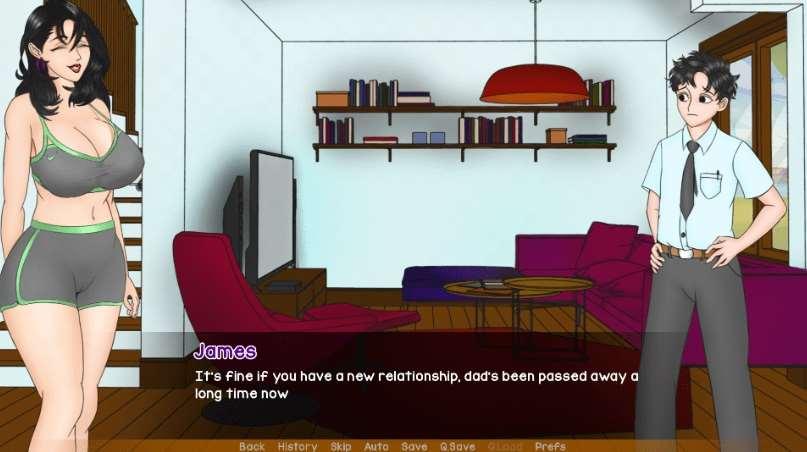 James
It's fine if you have a new relationship, dad's been passed away a
long time now
Back History Skip Auto Save Q.Save Q.Load Prefs